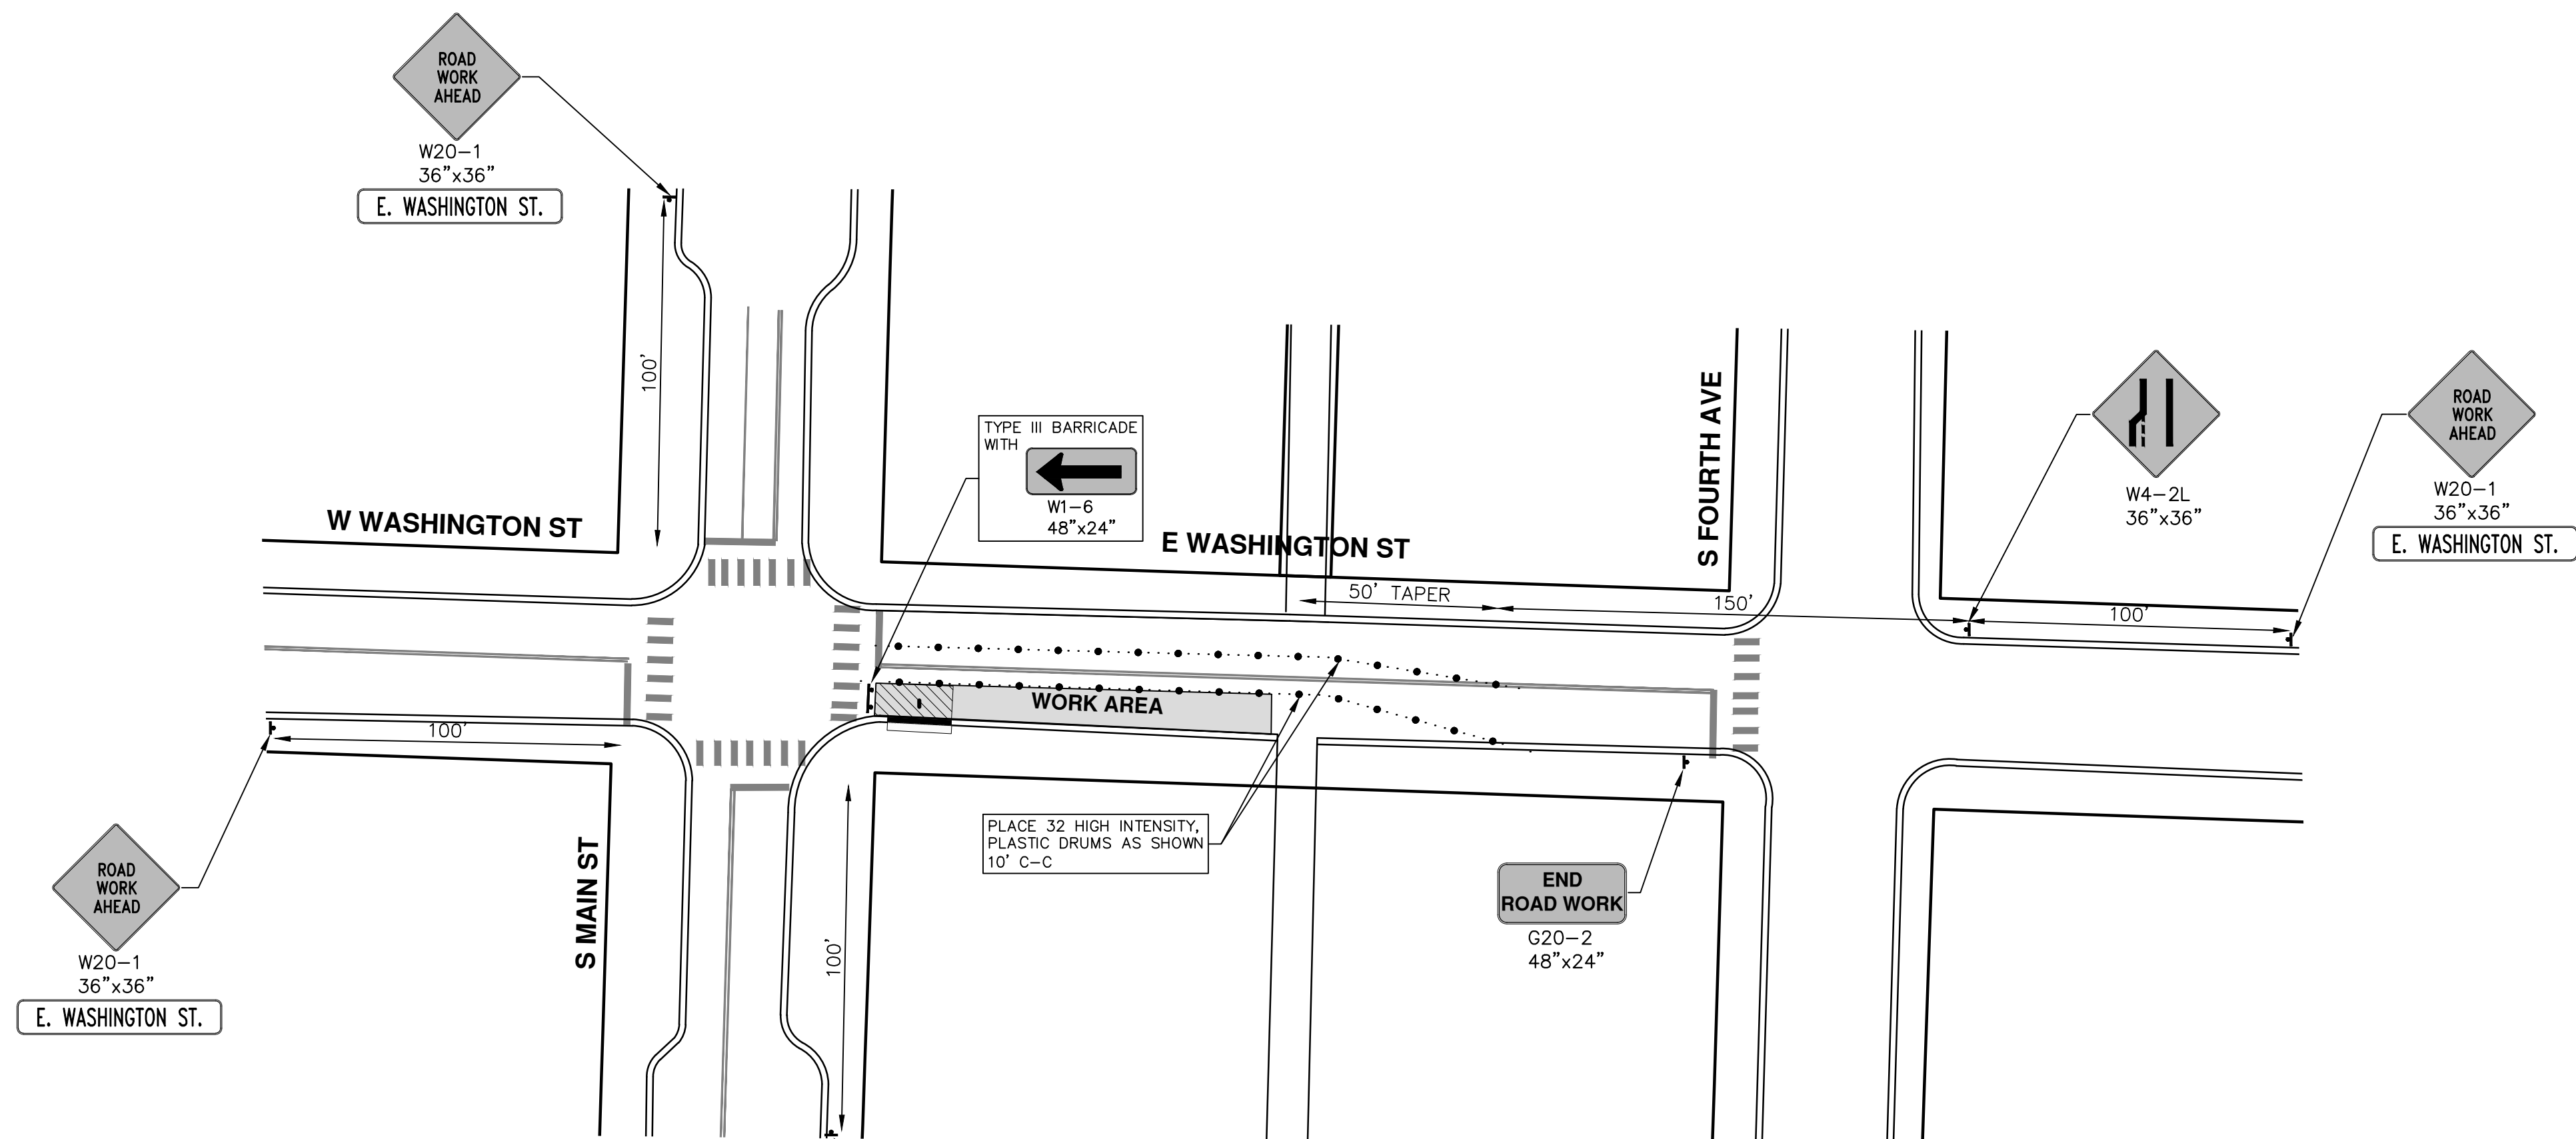 ROAD
WORK
AHEAD
W20-1
36"x36"
E. WASHINGTON ST.
100'
W WASHINGTON ST
TYPE III BARRICADE
WITH
W1-6
48"x24"
E WASHINGTON ST
S FOURTH AVE
50' TAPER
150'
W4-2L
36"x36"
ROAD
WORK
AHEAD
W20-1
36"x36"
E. WASHINGTON ST.
100'
WORK AREA
100'
PLACE 32 HIGH INTENSITY,
PLASTIC DRUMS AS SHOWN
10' C-C
ROAD
WORK
AHEAD
W20-1
36"x36"
E. WASHINGTON ST.
S MAIN ST
100'
END
ROAD WORK
G20-2
48"x24"